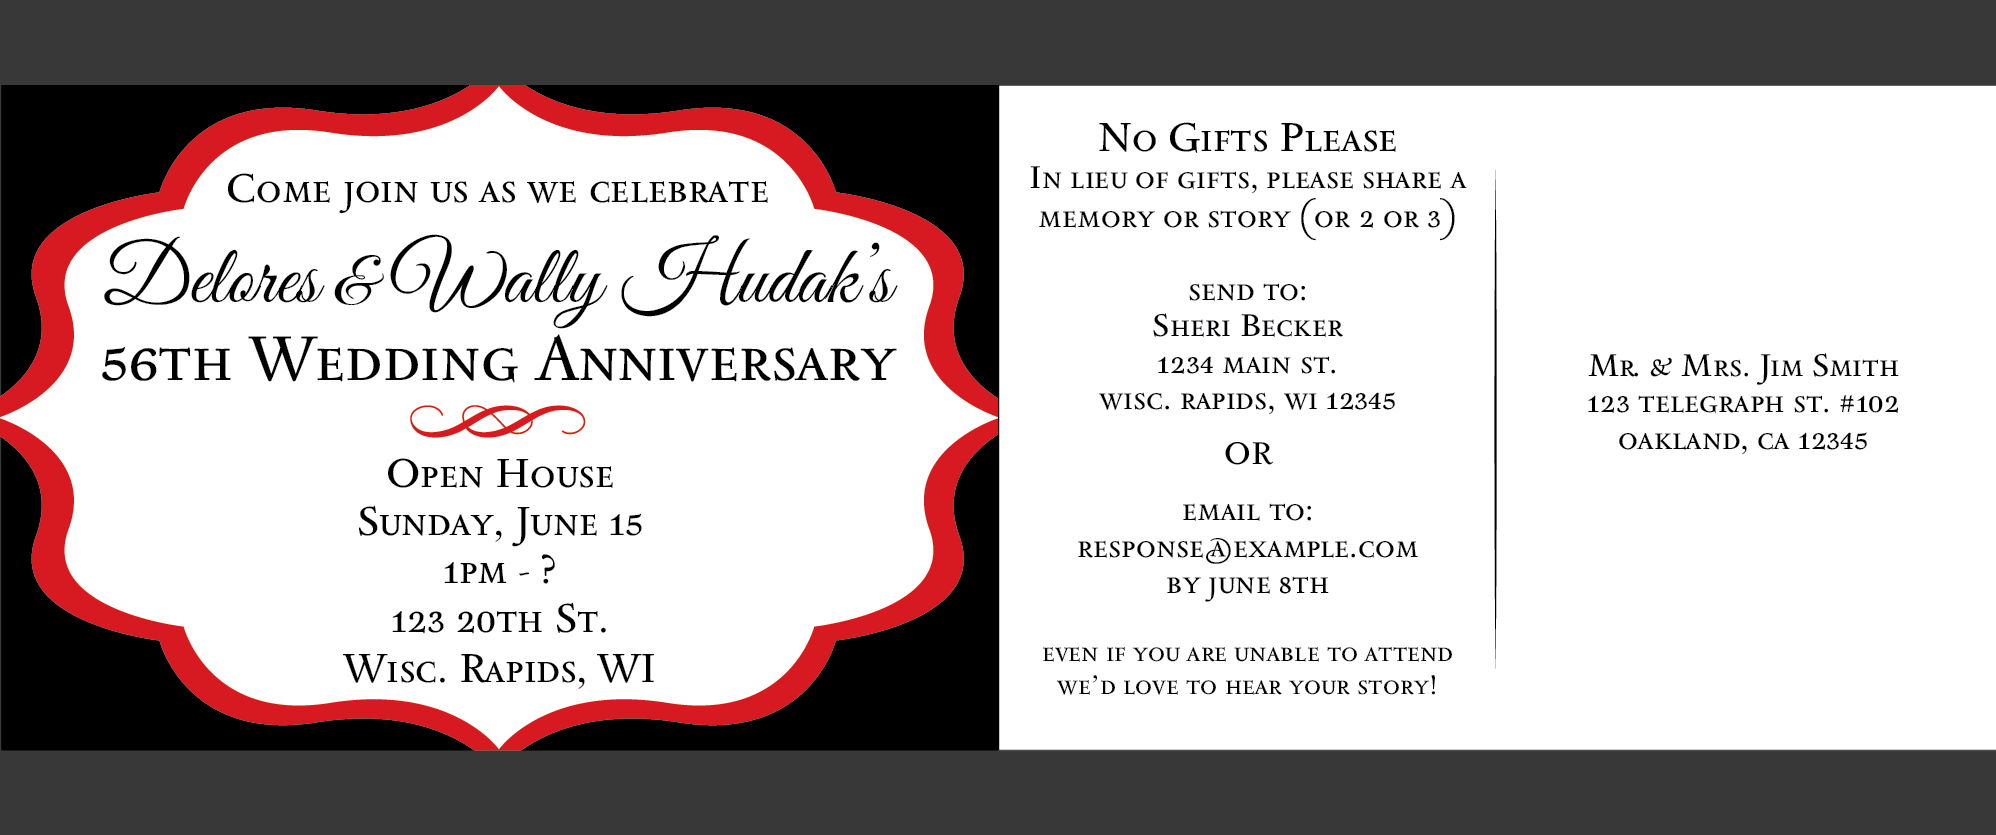 Come join us as we celebrate
Delores & Wally Hudak's
56th Wedding Anniversary
Open House
Sunday, June 15
1pm - ?
123 20th St.
Wisc. Rapids, WI
No Gifts Please
In lieu of gifts, please share a
memory or story (or 2 or 3)
send to:
Sheri Becker
1234 main st.
wisc. rapids, wi 12345
or
email to:
response@example.com
by june 8th
even if you are unable to attend
we'd love to hear your story!
Mr. & Mrs. Jim Smith
123 telegraph st. #102
oakland, ca 12345